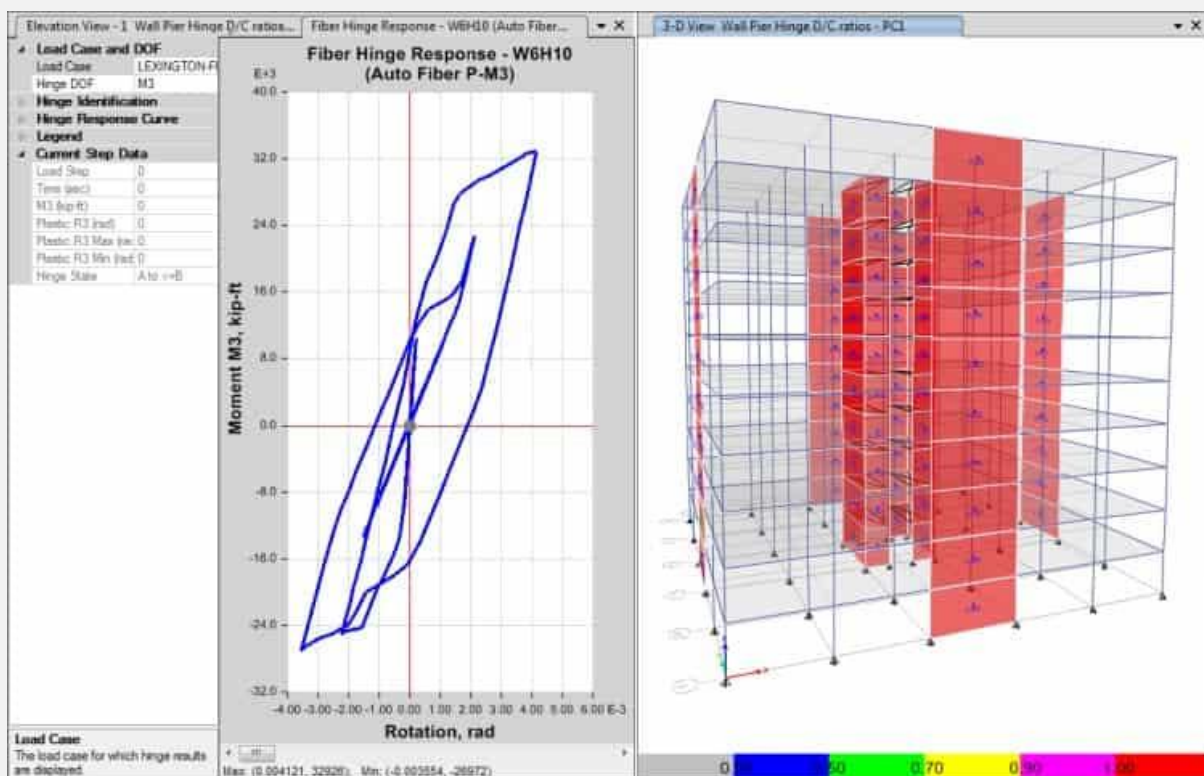 Elevation View - 1 Wall Pier Hinge D/C ratios...
Fiber Hinge Response - W6H10 (Auto Fiber...
3-D View Wall Pier Hinge D/C ratios - PC1
Load Case and DOF
Load Case LEXINGTON-F
Hinge DOF M3
Hinge Identification
Hinge Response Curve
Legend
Current Step Data
Load Step 0
Time (sec) 0
M3 (kip-ft) 0
Plastic R3 (rad) 0
Plastic R3 Max 0
Plastic R3 Min (rad 0
Hinge State A to <=B
Load Case
The load case for which hinge results
are displayed.
Fiber Hinge Response - W6H10
(Auto Fiber P-M3)
E+3
40.0
32.0
24.0
16.0
8.0
0.0
-8.0
-16.0
-24.0
-32.0
Moment M3, kip-ft
-4.00 -3.00 -2.00 -1.00 0.00 1.00 2.00 3.00 4.00 5.00 6.00 E-3
Rotation, rad
Max: (0.004121, 32926); Min: (-0.003554, -26972)
0.50 0.70 0.90 1.00